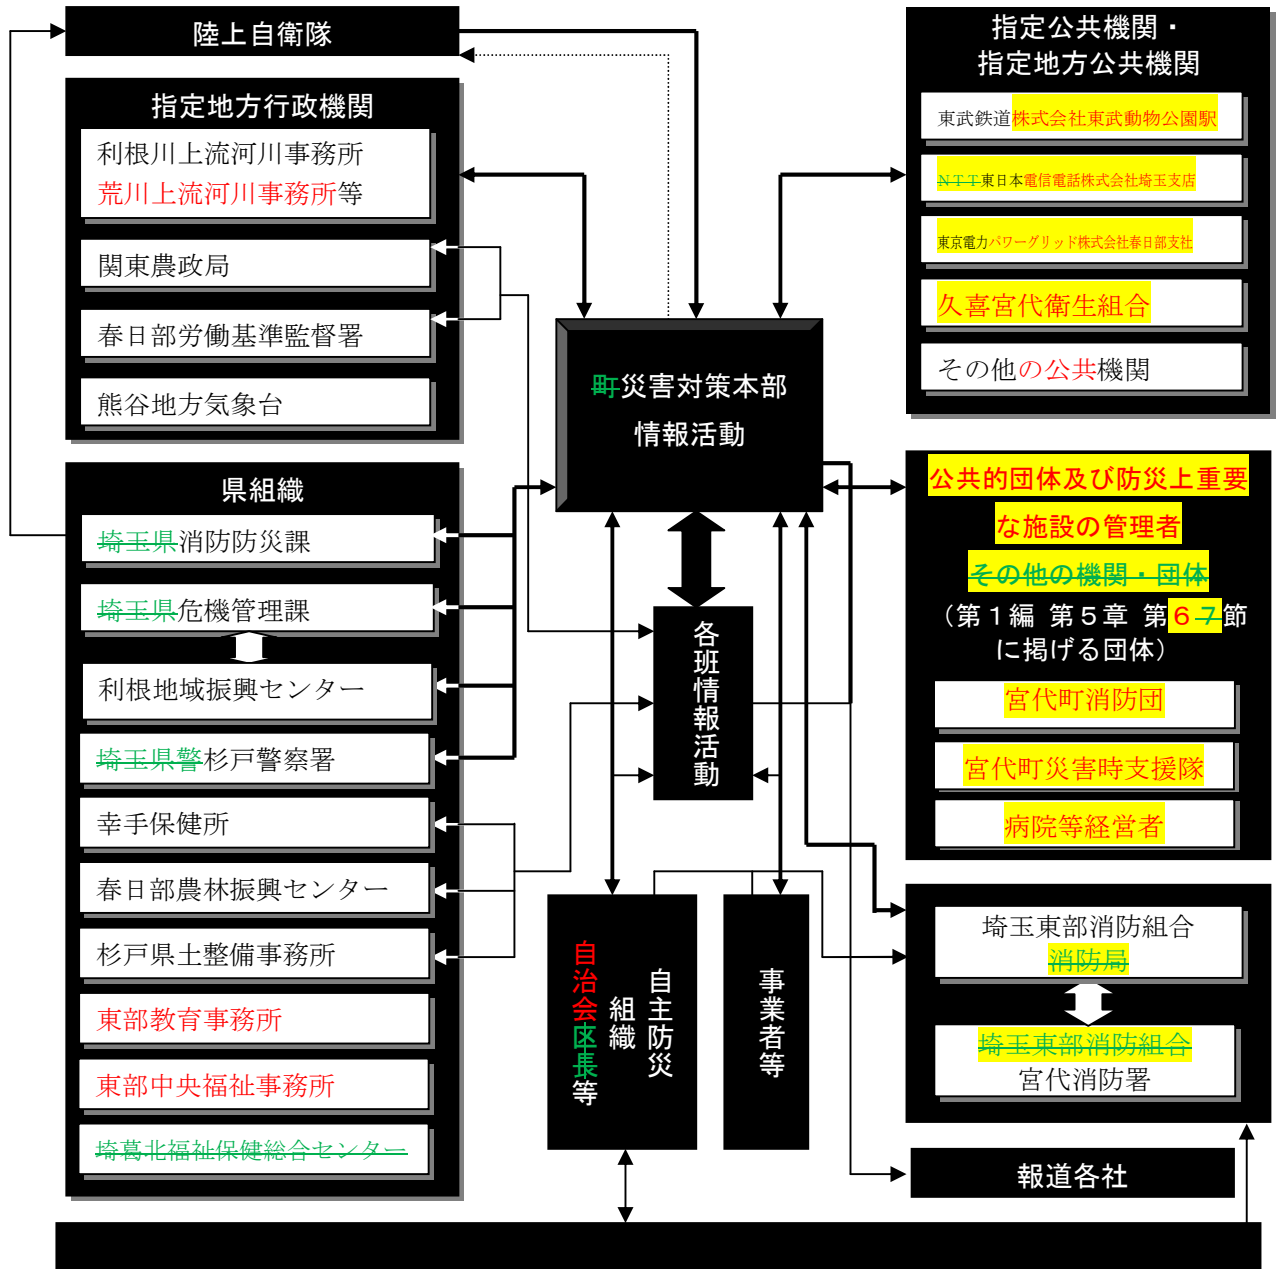 陸上自衛隊
指定地方行政機関
利根川上流河川事務所
荒川上流河川事務所等
関東農政局
春日部労働基準監督署
熊谷地方気象台
県組織
埼玉県消防防災課
埼玉県危機管理課
利根地域振興センター
埼玉県警杉戸警察署
幸手保健所
春日部農林振興センター
杉戸県土整備事務所
東部教育事務所
東部中央福祉事務所
埼葛北福祉保健総合センター
町災害対策本部
情報活動
各班情報活動
自主防災
組織
自治会区長等
事業者等
指定公共機関・
指定地方公共機関
東武鉄道株式会社東武動物公園駅
ＮＴＴ東日本電信電話株式会社埼玉支店
東京電力パワーグリッド株式会社春日部支社
久喜宮代衛生組合
その他の公共機関
公共的団体及び防災上重要
な施設の管理者
その他の機関・団体
（第１編 第５章 第６７節
に掲げる団体）
宮代町消防団
宮代町災害時支援隊
病院等経営者
埼玉東部消防組合
消防局
埼玉東部消防組合
宮代消防署
報道各社